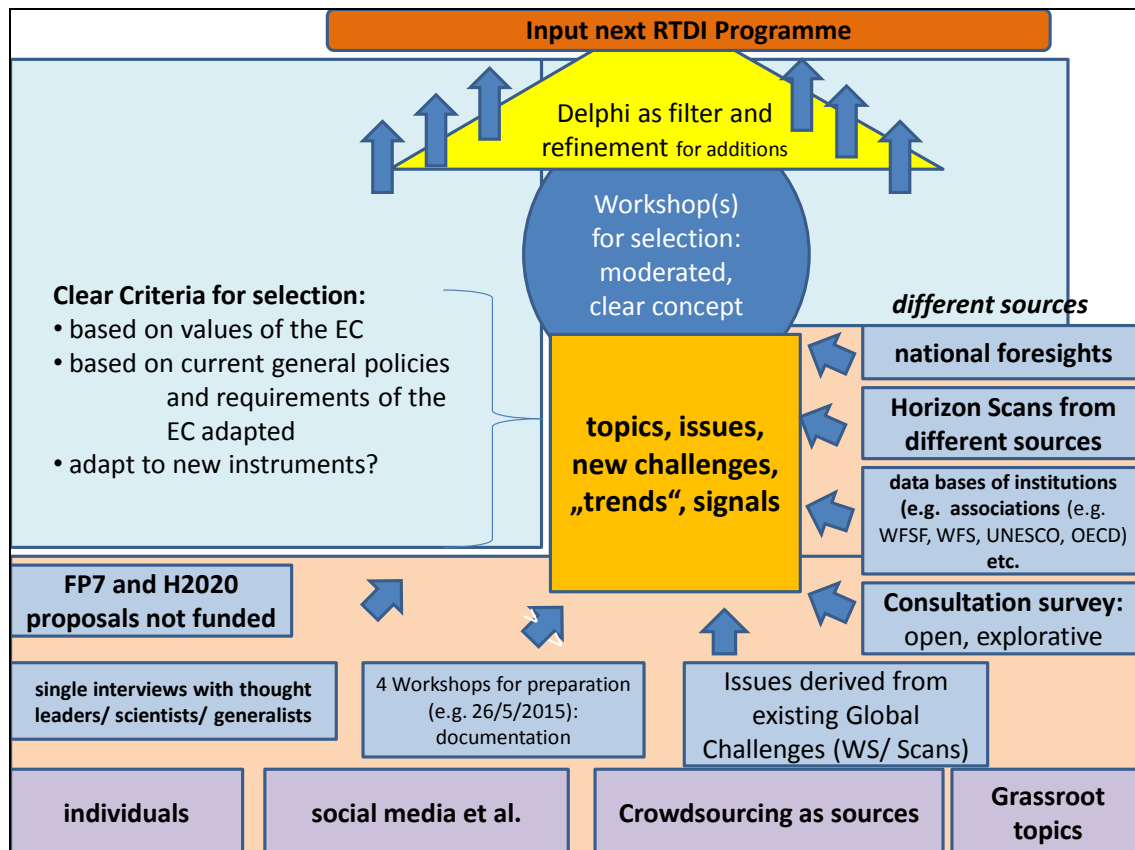 Input next RTDI Programme
Delphi as filter and
refinement for additions
Workshop(s)
for selection:
moderated,
clear concept
Clear Criteria for selection:
• based on values of the EC
• based on current general policies
and requirements of the
EC adapted
• adapt to new instruments?
different sources
national foresights
Horizon Scans from
different sources
data bases of institutions
(e.g. associations (e.g.
WFSF, WFS, UNESCO, OECD)
etc.
Consultation survey:
open, explorative
topics, issues,
new challenges,
„trends“, signals
FP7 and H2020
proposals not funded
single interviews with thought
leaders/ scientists/ generalists
4 Workshops for preparation
(e.g. 26/5/2015):
documentation
Issues derived from
existing Global
Challenges (WS/ Scans)
individuals
social media et al.
Crowdsourcing as sources
Grassroot
topics